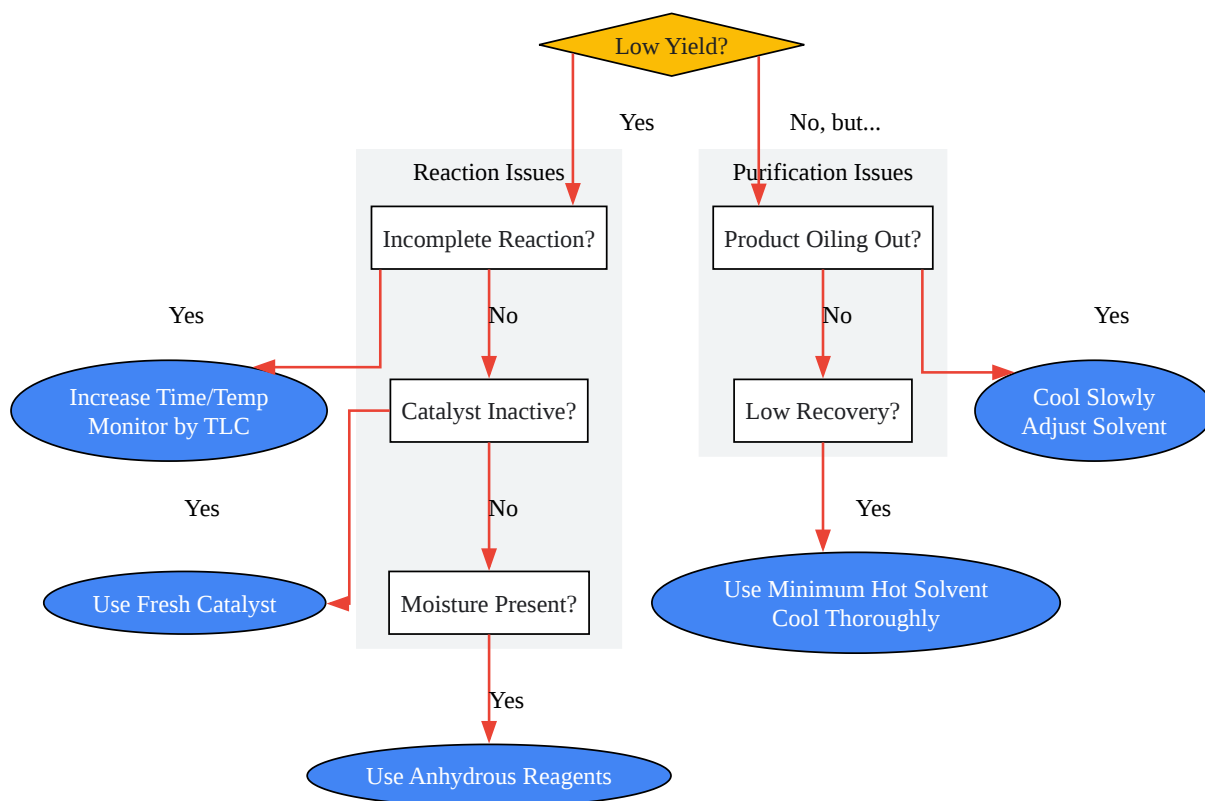 Low Yield?
Yes
No, but...
Reaction Issues
Purification Issues
Incomplete Reaction?
Product Oiling Out?
Yes
No
No
Yes
Increase Time/Temp
Monitor by TLC
Catalyst Inactive?
Low Recovery?
Cool Slowly
Adjust Solvent
Yes
No
Yes
Use Fresh Catalyst
Moisture Present?
Use Minimum Hot Solvent
Cool Thoroughly
Yes
Use Anhydrous Reagents